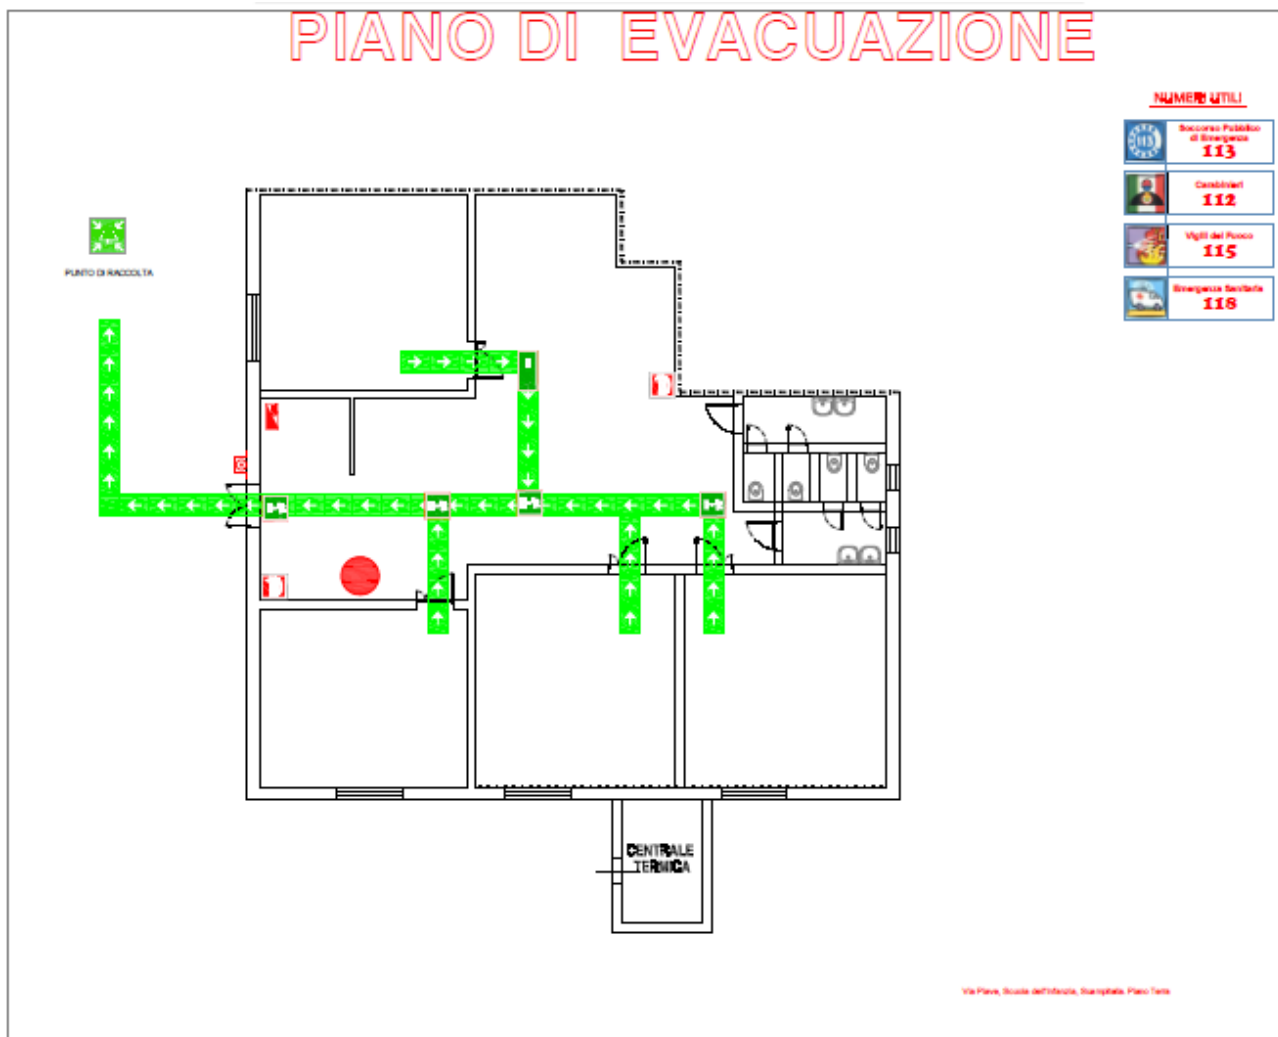 PIANO DI EVACUAZIONE
NUMERI UTILI
Soccorso Pubblico
di Emergenza
113
113
Carabinieri
112
Vigili del Fuoco
115
Emergenza Sanitaria
118
PUNTO DI RACCOLTA
CENTRALE
TERMICA
Via Piave, Scuola dell'Infanzia, Scampitella. Piano Terra